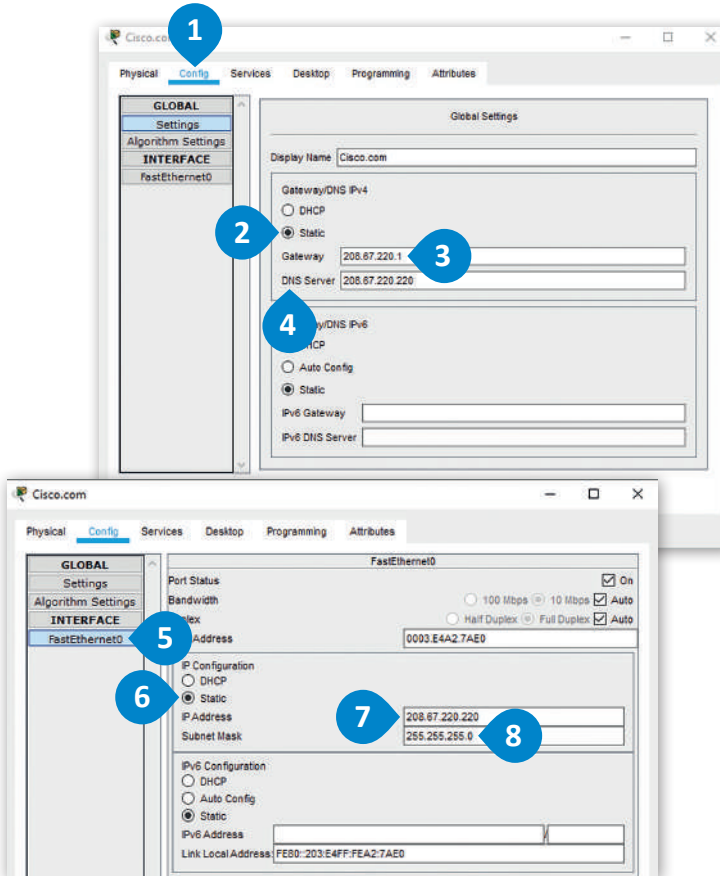 1
Cisco.co
Physical Config Services Desktop Programming Attributes
GLOBAL
Settings
Algorithm Settings
INTERFACE
FastEthernet0
Global Settings
Display Name Cisco.com
Gateway/DNS IPv4
DHCP
2 Static
Gateway 208.67.220.1 3
DNS Server 208.67.220.220
4 y/DNS IPv6
HCP
Auto Config
Static
IPv6 Gateway
IPv6 DNS Server
Cisco.com
Physical Config Services Desktop Programming Attributes
GLOBAL
Settings
Algorithm Settings
INTERFACE
FastEthernet0 5
FastEthernet0
Port Status On
Bandwidth 100 Mbps 10 Mbps Auto
lex Half Duplex Full Duplex Auto
Address 0003.E4A2.7AE0
IP Configuration
DHCP
6 Static
IP Address 7 208.67.220.220
Subnet Mask 255.255.255.0 8
IPv6 Configuration
DHCP
Auto Config
Static
IPv6 Address /
Link Local Address: FE80::203:E4FF:FEA2:7AE0